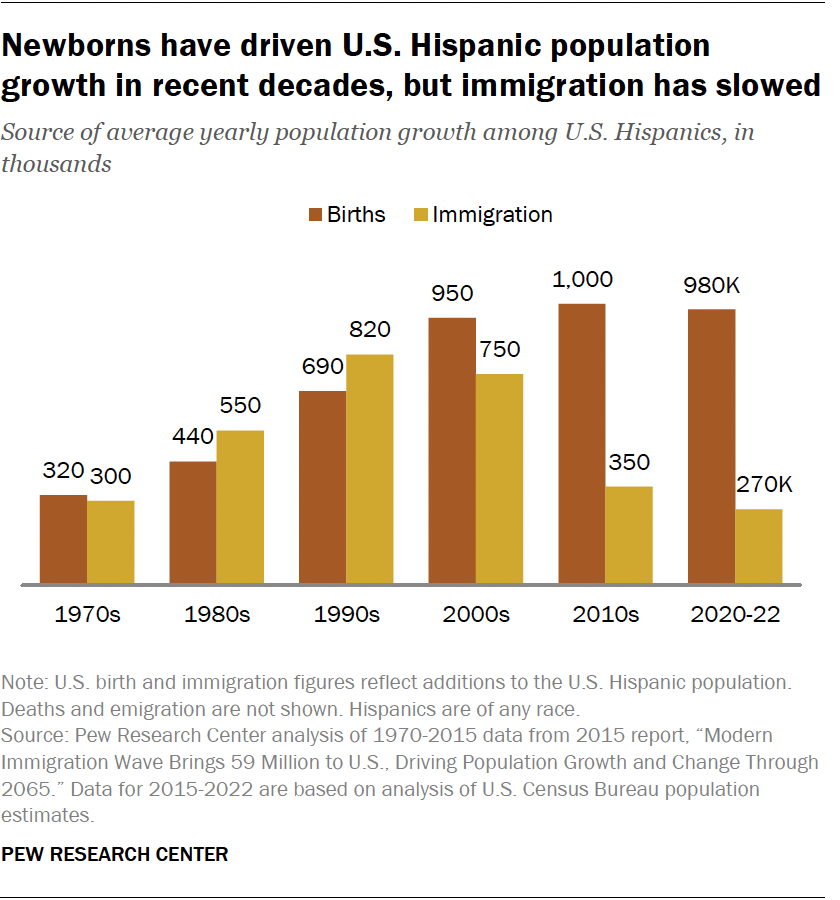 Newborns have driven U.S. Hispanic population
growth in recent decades, but immigration has slowed
Source of average yearly population growth among U.S. Hispanics, in
thousands
Births Immigration
320 300
440 550
690 820
950 750
1,000 350
980K 270K
1970s 1980s 1990s 2000s 2010s 2020-22
Note: U.S. birth and immigration figures reflect additions to the U.S. Hispanic population.
Deaths and emigration are not shown. Hispanics are of any race.
Source: Pew Research Center analysis of 1970-2015 data from 2015 report, “Modern
Immigration Wave Brings 59 Million to U.S., Driving Population Growth and Change Through
2065.” Data for 2015-2022 are based on analysis of U.S. Census Bureau population
estimates.
PEW RESEARCH CENTER